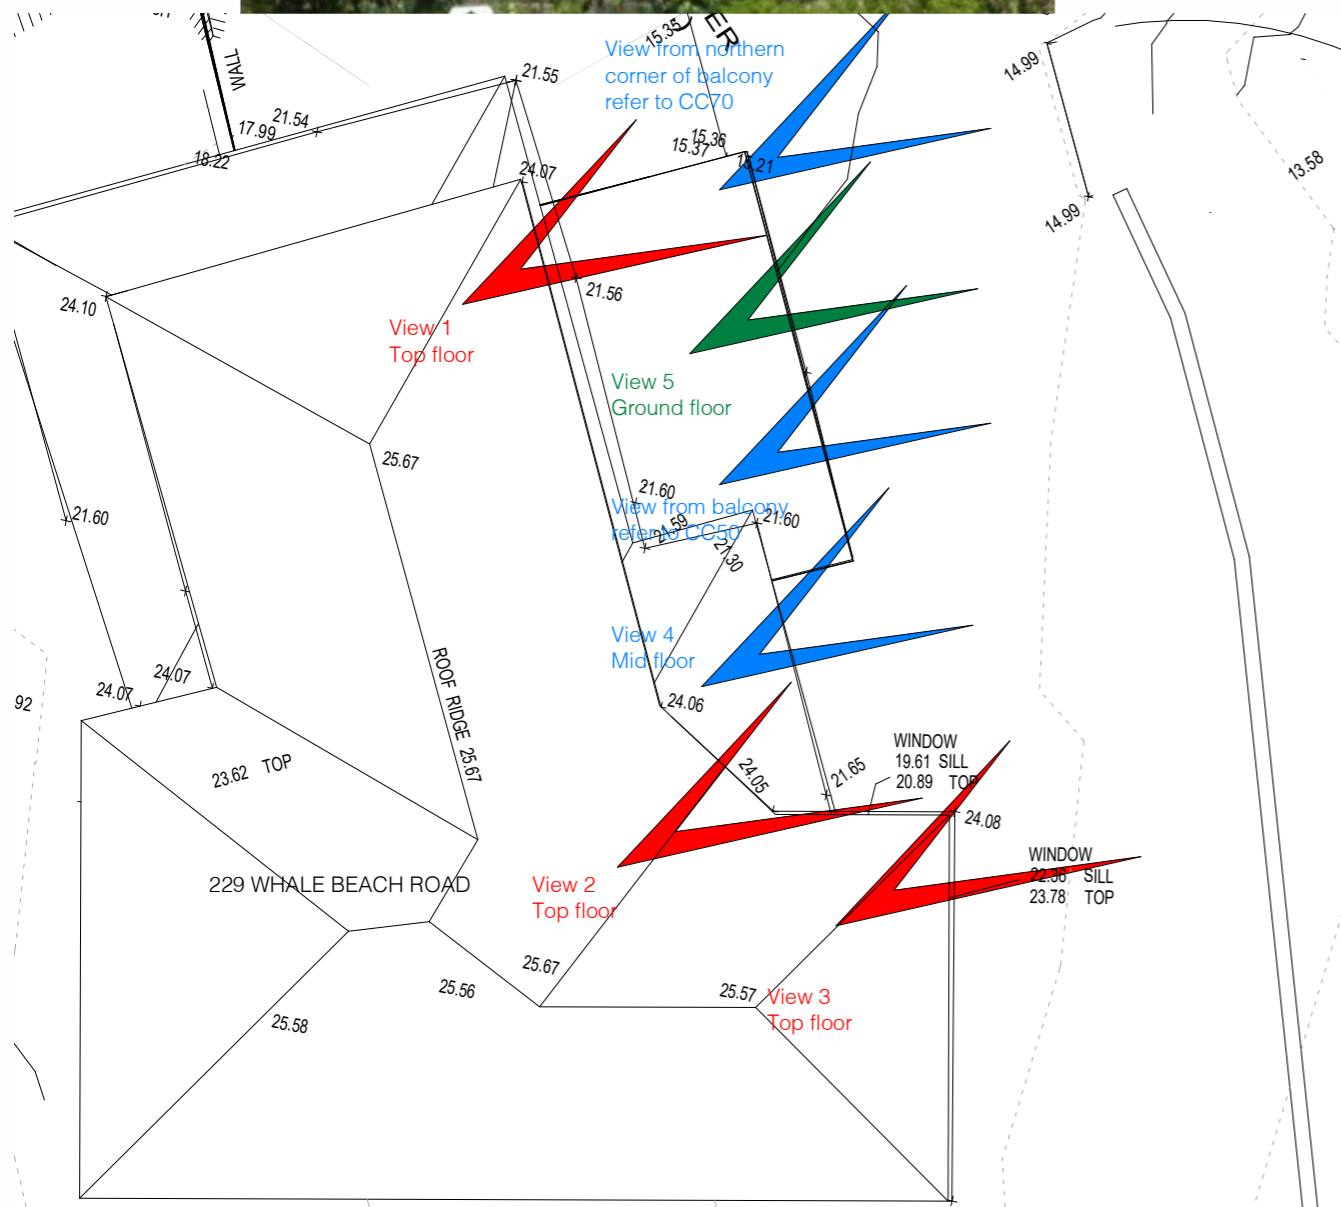 WALL
ER
15.35
View from northern
corner of balcony
refer to CC70
21.55
21.54
17.99
18.22
15.36
15.37
15.21
24.07
14.99
14.99
13.58
24.10
21.56
View 1
Top floor
View 5
Ground floor
25.67
21.60
21.60
View from balcony
refer to CC50
21.59
21.60
21.30
View 4
Mid floor
ROOF RIDGE 25.67
24.07
24.07
92
24.06
23.62 TOP
24.05
21.65
WINDOW
19.61 SILL
20.89 TOP
24.08
WINDOW
22.36 SILL
23.78 TOP
229 WHALE BEACH ROAD
View 2
Top floor
25.67
25.56
25.57
View 3
Top floor
25.58